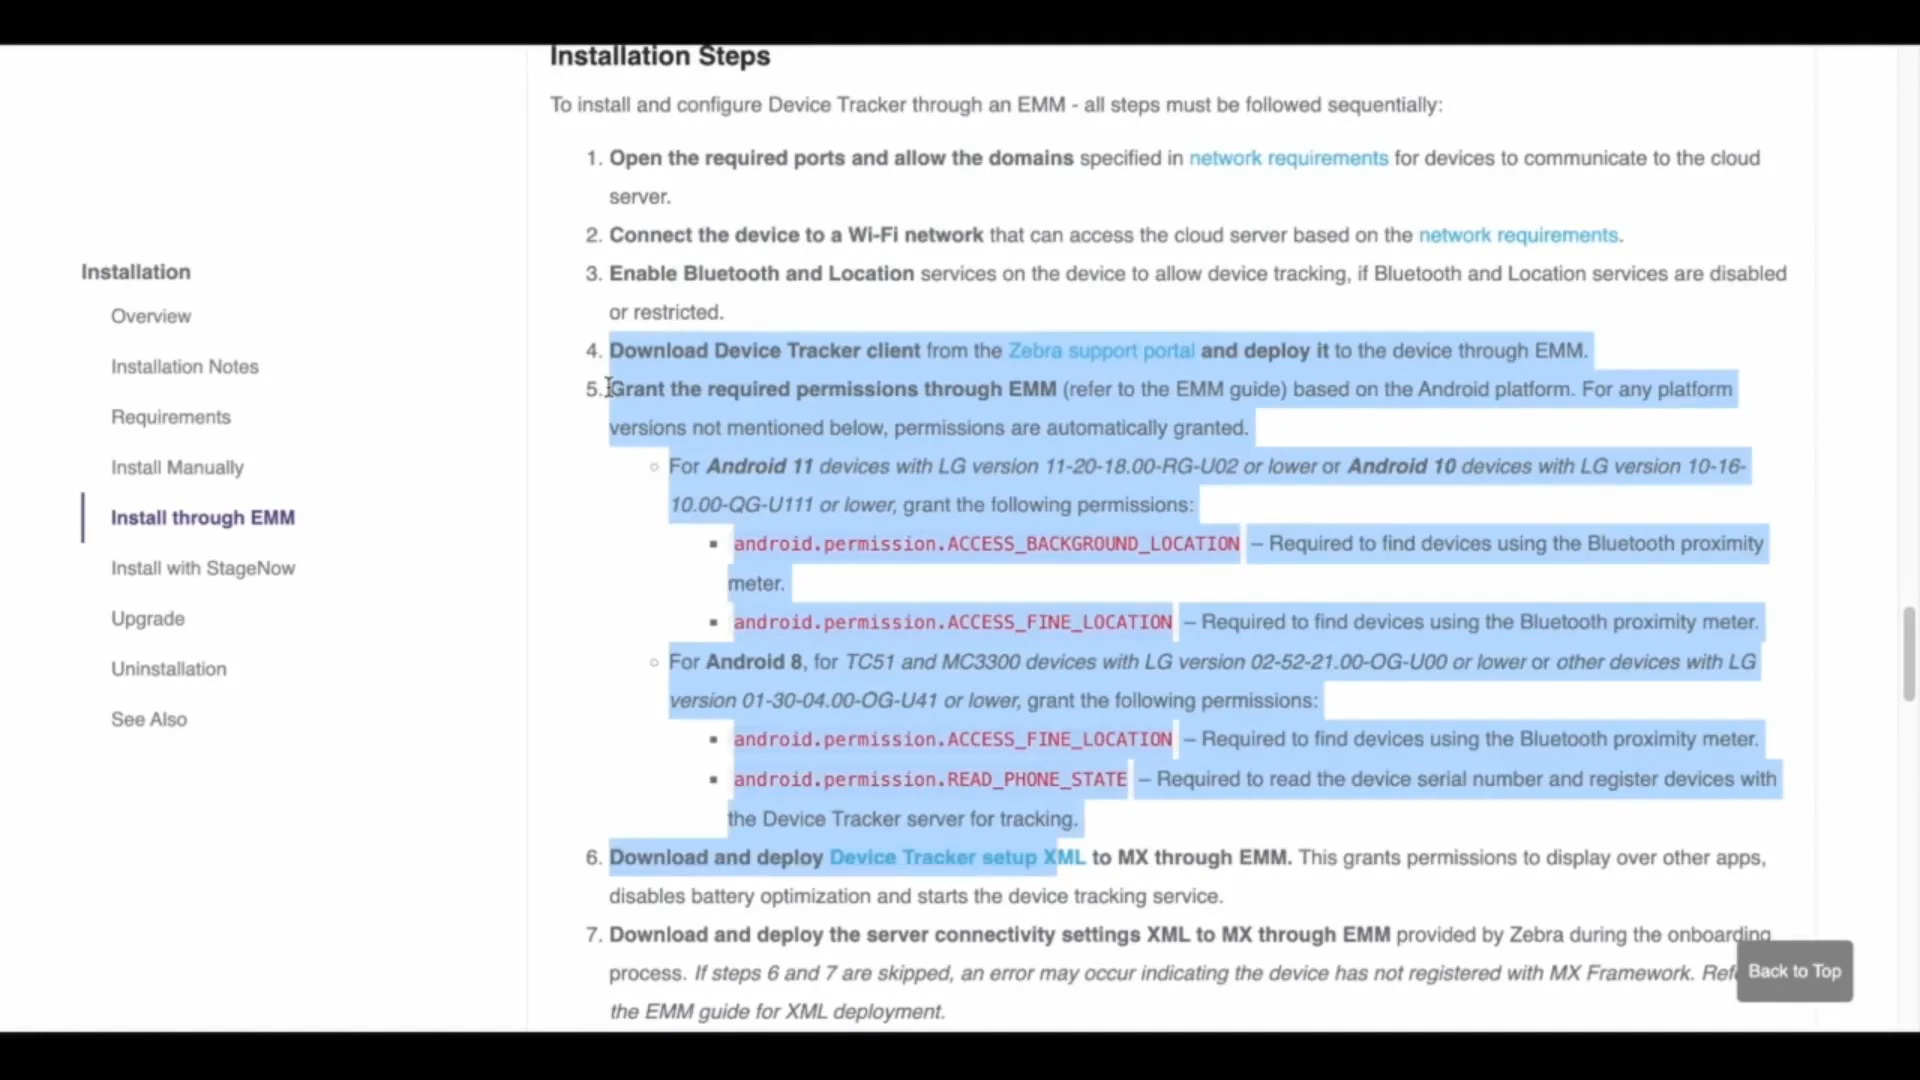 Installation Steps
To install and configure Device Tracker through an EMM - all steps must be followed sequentially:
1. Open the required ports and allow the domains specified in network requirements for devices to communicate to the cloud
server.
2. Connect the device to a Wi-Fi network that can access the cloud server based on the network requirements.
3. Enable Bluetooth and Location services on the device to allow device tracking, if Bluetooth and Location services are disabled
or restricted.
4. Download Device Tracker client from the Zebra support portal and deploy it to the device through EMM.
5. Grant the required permissions through EMM (refer to the EMM guide) based on the Android platform. For any platform
versions not mentioned below, permissions are automatically granted.
For Android 11 devices with LG version 11-20-18.00-RG-U02 or lower or Android 10 devices with LG version 10-16-
10.00-QG-U111 or lower, grant the following permissions:
android.permission.ACCESS_BACKGROUND_LOCATION – Required to find devices using the Bluetooth proximity
meter.
android.permission.ACCESS_FINE_LOCATION – Required to find devices using the Bluetooth proximity meter.
For Android 8, for TC51 and MC3300 devices with LG version 02-52-21.00-OG-U00 or lower or other devices with LG
version 01-30-04.00-OG-U41 or lower, grant the following permissions:
android.permission.ACCESS_FINE_LOCATION – Required to find devices using the Bluetooth proximity meter.
android.permission.READ_PHONE_STATE – Required to read the device serial number and register devices with
the Device Tracker server for tracking.
6. Download and deploy Device Tracker setup XML to MX through EMM. This grants permissions to display over other apps,
disables battery optimization and starts the device tracking service.
7. Download and deploy the server connectivity settings XML to MX through EMM provided by Zebra during the onboarding
process. If steps 6 and 7 are skipped, an error may occur indicating the device has not registered with MX Framework.
the EMM guide for XML deployment.
Installation
Overview
Installation Notes
Requirements
Install Manually
Install through EMM
Install with StageNow
Upgrade
Uninstallation
See Also
Back to Top